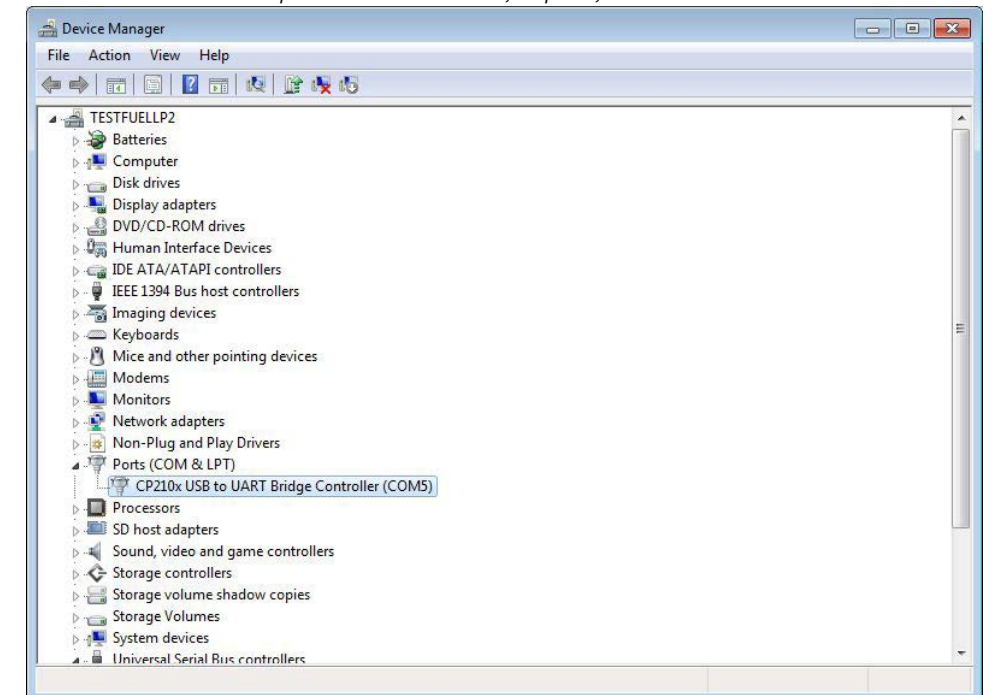 Device Manager
File Action View Help
TESTFUELLP2
Batteries
Computer
Disk drives
Display adapters
DVD/CD-ROM drives
Human Interface Devices
IDE ATA/ATAPI controllers
IEEE 1394 Bus host controllers
Imaging devices
Keyboards
Mice and other pointing devices
Modems
Monitors
Network adapters
Non-Plug and Play Drivers
Ports (COM & LPT)
CP210x USB to UART Bridge Controller (COM5)
Processors
SD host adapters
Sound, video and game controllers
Storage controllers
Storage volume shadow copies
Storage Volumes
System devices
Universal Serial Bus controllers